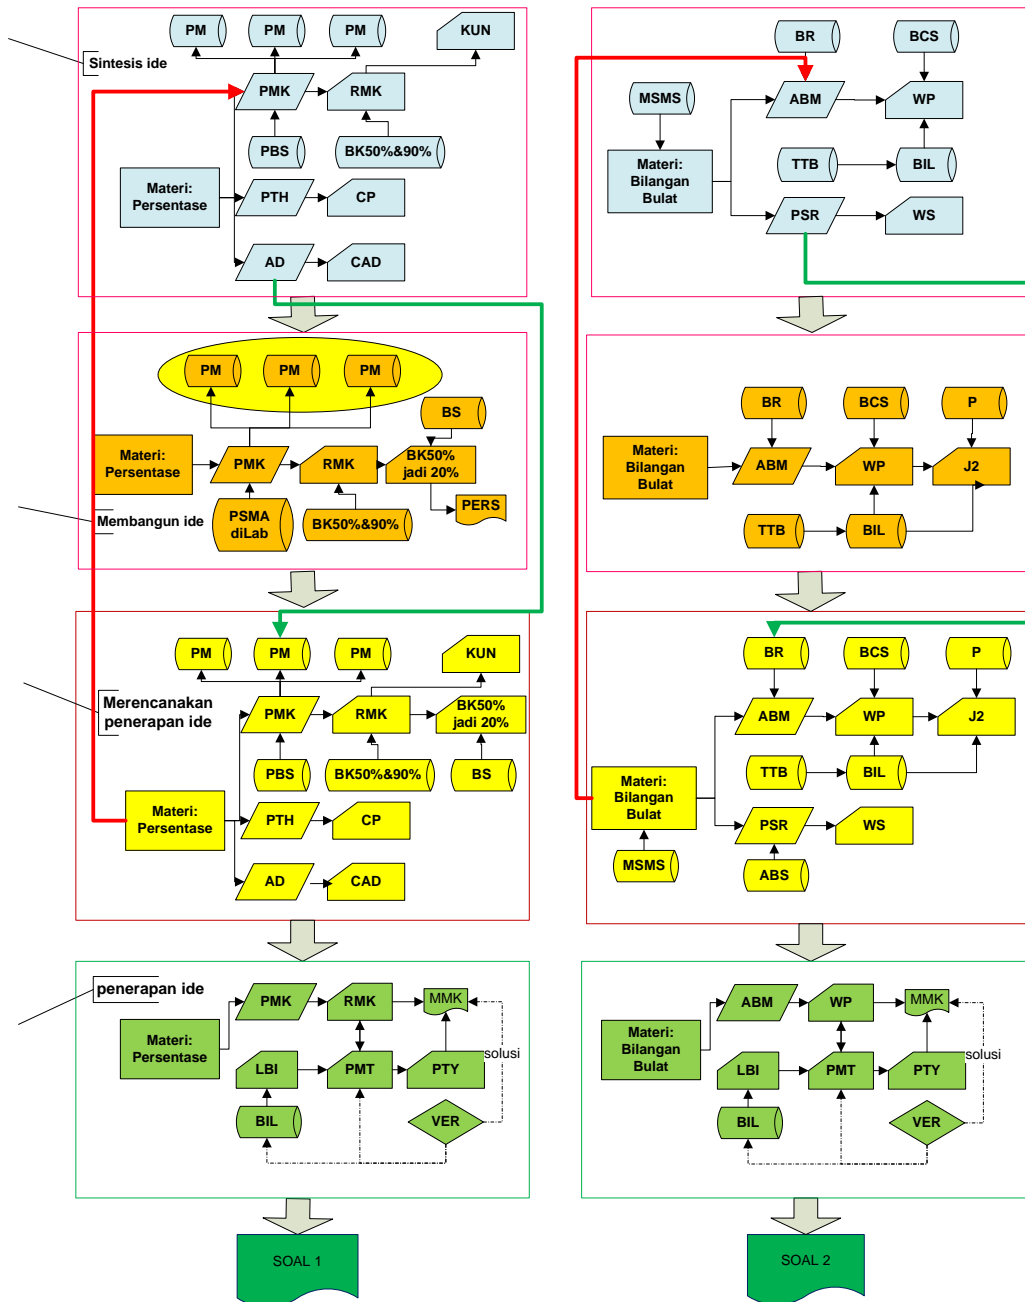 PM
PM
PM
KUN
Sintesis ide
PMK
RMK
PBS
BK50%&90%
Materi:
Persentase
PTH
CP
AD
CAD
BR
BCS
MSMS
ABM
WP
Materi:
Bilangan
Bulat
TTB
BIL
PSR
WS
PM
PM
PM
BS
Materi:
Persentase
PMK
RMK
BK50%
jadi 20%
Membangun ide
PSMA
diLab
BK50%&90%
PERS
BR
BCS
P
Materi:
Bilangan
Bulat
ABM
WP
J2
TTB
BIL
PM
PM
PM
KUN
Merencanakan
penerapan ide
PMK
RMK
BK50%
jadi 20%
PBS
BK50%&90%
BS
Materi:
Persentase
PTH
CP
AD
CAD
BR
BCS
P
ABM
WP
J2
TTB
BIL
Materi:
Bilangan
Bulat
PSR
WS
MSMS
ABS
penerapan ide
PMK
RMK
MMK
Materi:
Persentase
solusi
LBI
PMT
PTY
BIL
VER
ABM
WP
MMK
Materi:
Bilangan
Bulat
solusi
LBI
PMT
PTY
BIL
VER
SOAL 1
SOAL 2